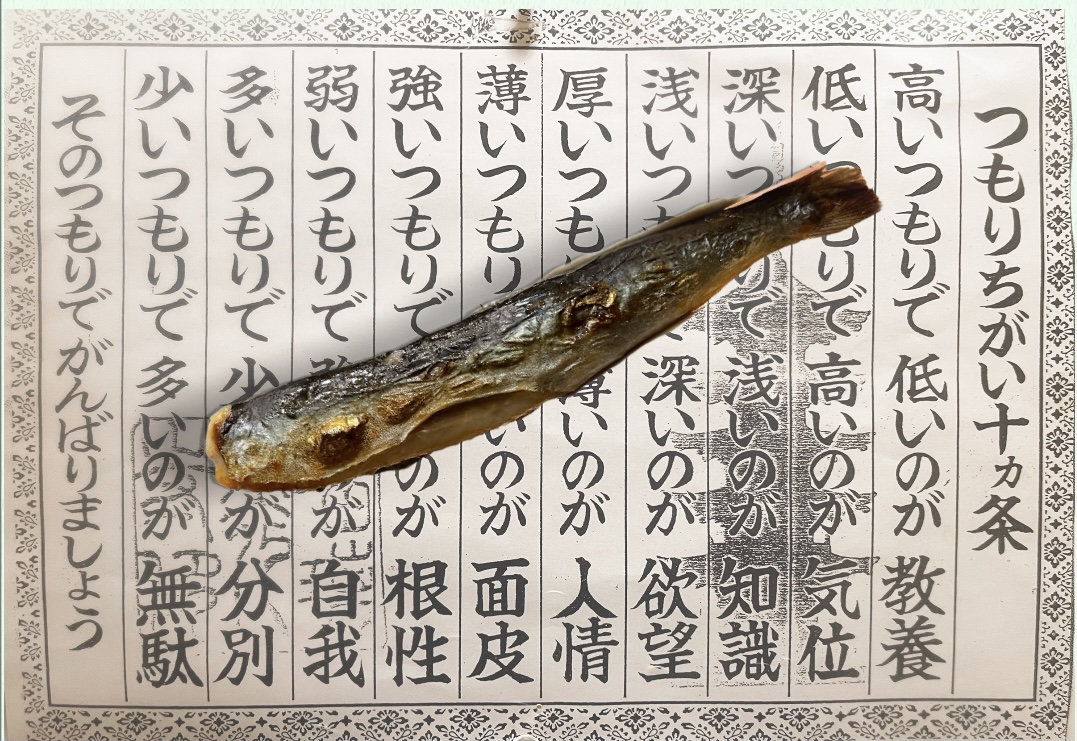 つもりちがい十ヵ条
高いつもりで 低いのが 教養
低いつもりで 高いのが 気位
深いつ りで 浅いのが 知識
浅いつも 深いのが 欲望
厚いつも 薄いのが 人情
薄いつもり いのが 面皮
強いつもりで のが 根性
弱いつもりで 強 が 自我
多いつもりで 少 が 分別
少いつもりで 多いのが 無駄
そのつもりでがんばりましょう